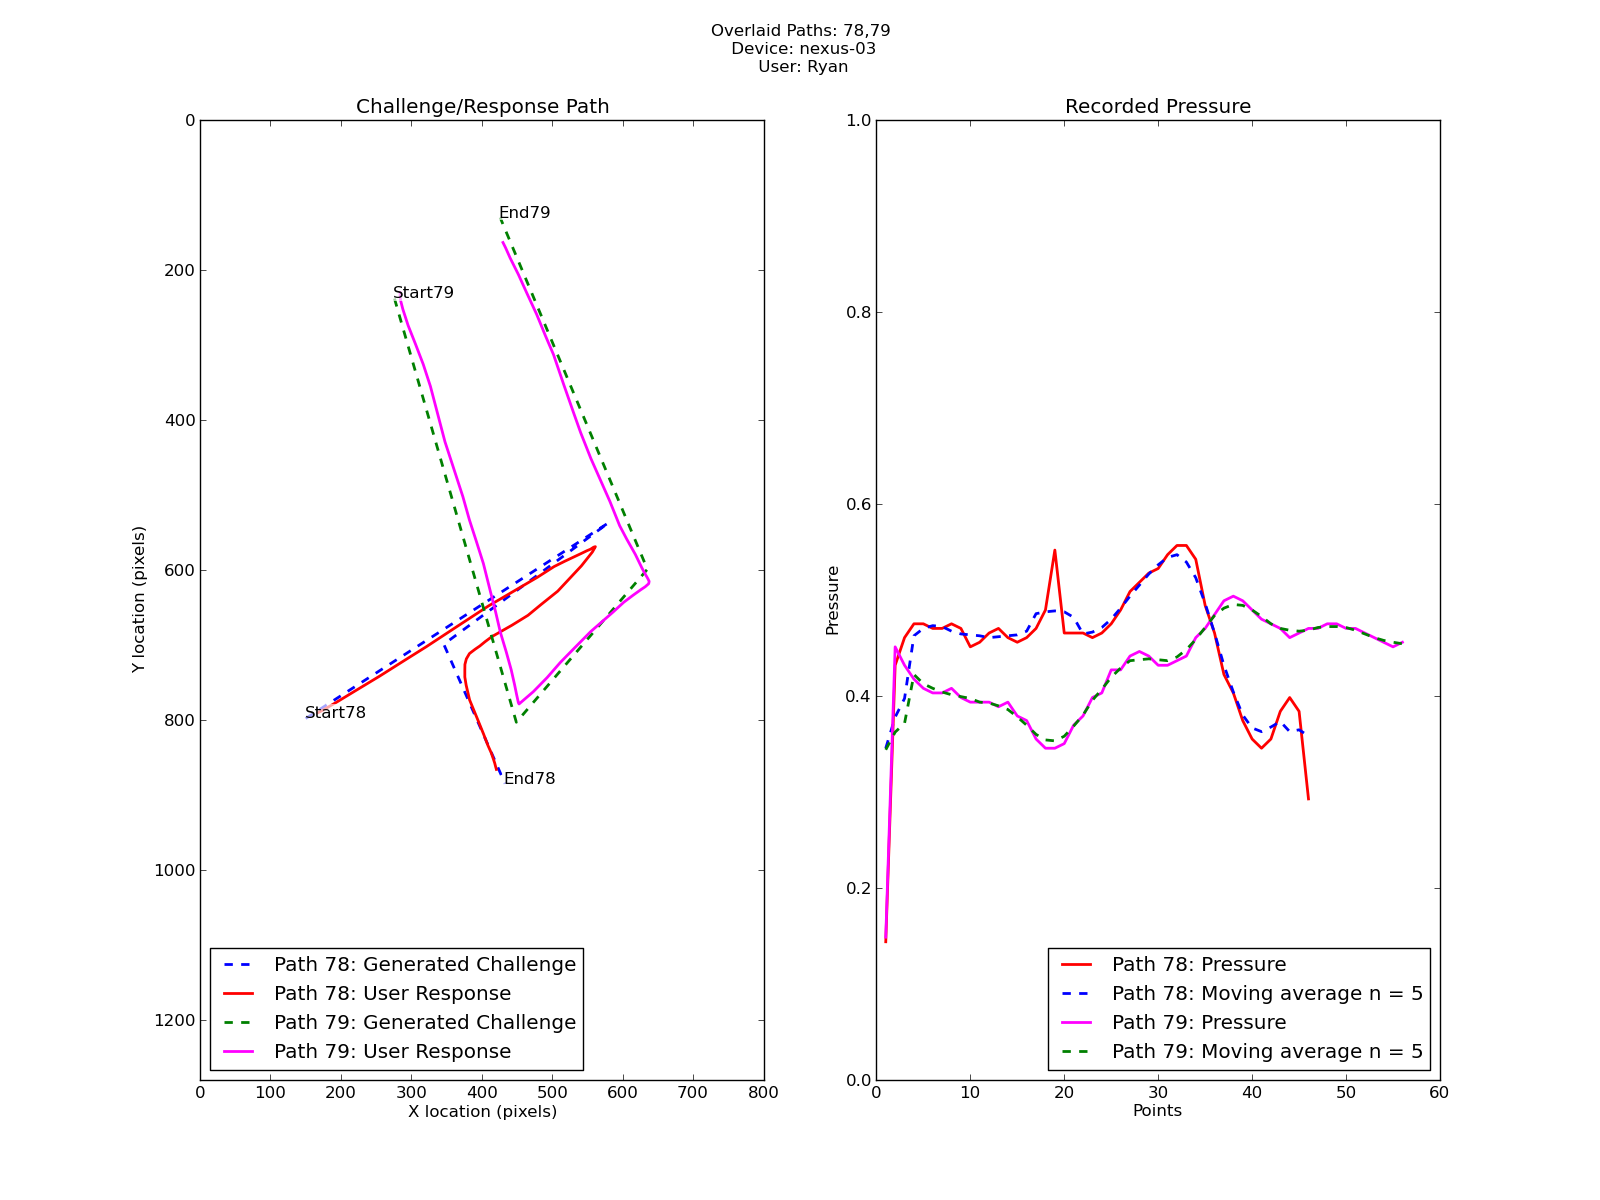 Overlaid Paths: 78,79
Device: nexus-03
User: Ryan
Challenge/Response Path
0
200
400
600
800
1000
1200
Y location (pixels)
End79
Start79
Start78
End78
Path 78: Generated Challenge
Path 78: User Response
Path 79: Generated Challenge
Path 79: User Response
0 100 200 300 400 500 600 700 800
X location (pixels)
Recorded Pressure
1.0
0.8
0.6
0.4
0.2
0.0
Pressure
Path 78: Pressure
Path 78: Moving average n = 5
Path 79: Pressure
Path 79: Moving average n = 5
0 10 20 30 40 50 60
Points